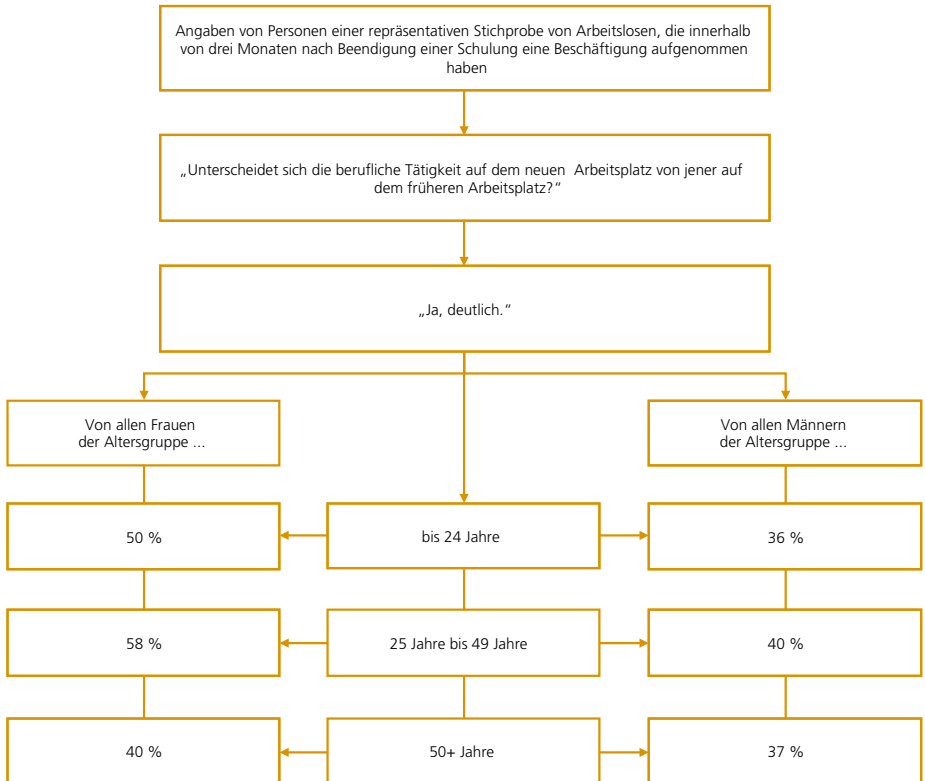 Angaben von Personen einer repräsentativen Stichprobe von Arbeitslosen, die innerhalb
von drei Monaten nach Beendigung einer Schulung eine Beschäftigung aufgenommen
haben
„Unterscheidet sich die berufliche Tätigkeit auf dem neuen Arbeitsplatz von jener auf
dem früheren Arbeitsplatz?“
„Ja, deutlich.“
Von allen Frauen
der Altersgruppe ...
Von allen Männern
der Altersgruppe ...
50 %
bis 24 Jahre
36 %
58 %
25 Jahre bis 49 Jahre
40 %
40 %
50+ Jahre
37 %